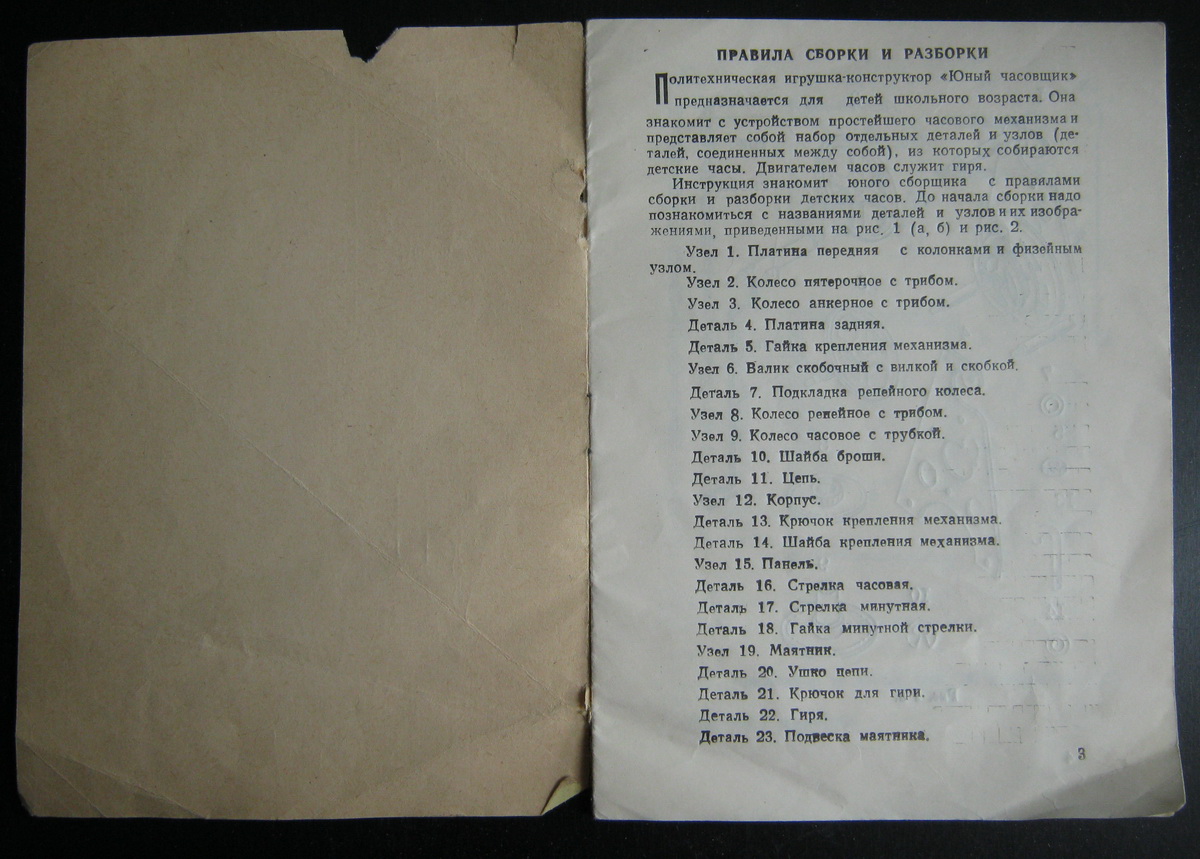 ПРАВИЛА СБОРКИ И РАЗБОРКИ
Политехническая игрушка-конструктор «Юный часовщик»
предназначается для детей школьного возраста. Она
знакомит с устройством простейшего часового механизма и
представляет собой набор отдельных деталей и узлов (де-
талей, соединенных между собой), из которых собираются
детские часы. Двигателем часов служит гиря.
Инструкция знакомит юного сборщика с правилами
сборки и разборки детских часов. До начала сборки надо
познакомиться с названиями деталей и узлов и их изобра-
жениями, приведенными на рис. 1 (а, б) и рис. 2.
Узел 1. Платина передняя с колонками и физейным
узлом.
Узел 2. Колесо пятерочное с трибом.
Узел 3. Колесо анкерное с трибом.
Деталь 4. Платина задняя.
Деталь 5. Гайка крепления механизма.
Узел 6. Валик скобочный с вилкой и скобкой.
Деталь 7. Подкладка репейного колеса.
Узел 8. Колесо ренейное с трибом.
Узел 9. Колесо часовое с трубкой.
Деталь 10. Шайба броши.
Деталь 11. Цепь.
Узел 12. Корпус.
Деталь 13. Крючок крепления механизма.
Деталь 14. Шайба крепления механизма.
Узел 15. Панель.
Деталь 16. Стрелка часовая.
Деталь 17. Стрелка минутная.
Деталь 18. Гайка минутной стрелки.
Узел 19. Маятник.
Деталь 20. Ушко цепи.
Деталь 21. Крючок для гири.
Деталь 22. Гиря.
Деталь 23. Подвеска маятника.
3